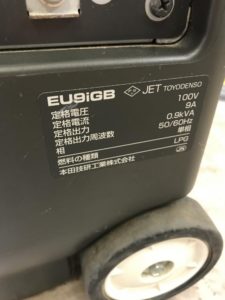 EU9iGB JET TOYODENSO
定格電圧 100V
定格電流 9A
定格出力 0.9kVA
定格出力周波数 50/60Hz
相 単相
燃料の種類 LPG
本田技研工業株式会社